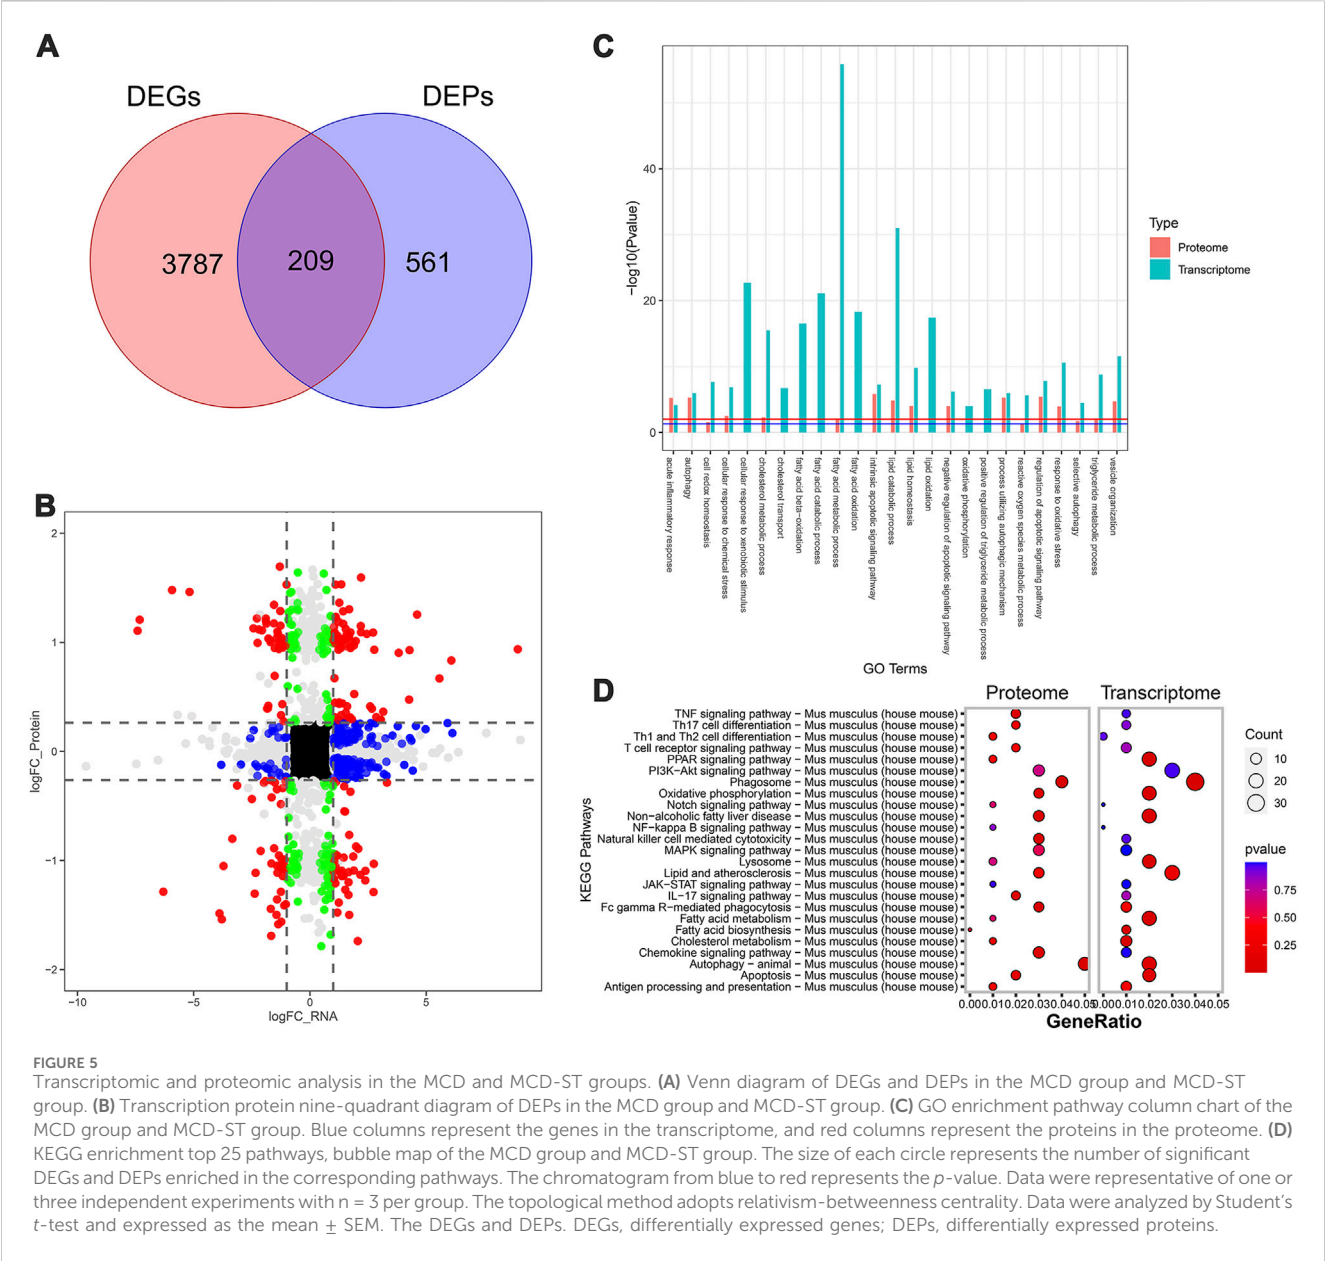 A
DEGs
DEPs
3787
209
561
B
2
1
0
−1
−2
logFC_Protein
−10
−5
0
5
logFC_RNA
C
40
20
0
−log10(Pvalue)
acute inflammatory response
autophagy
cell redox homeostasis
cellular response to chemical stress
cellular response to xenobiotic stimulus
cholesterol metabolic process
cholesterol transport
fatty acid beta−oxidation
fatty acid catabolic process
fatty acid metabolic process
fatty acid oxidation
intrinsic apoptotic signaling pathway
lipid catabolic process
lipid homeostasis
lipid oxidation
negative regulation of apoptotic signaling pathway
oxidative phosphorylation
positive regulation of triglyceride metabolic process
process utilizing autophagic mechanism
reactive oxygen species metabolic process
regulation of apoptotic signaling pathway
response to oxidative stress
selective autophagy
triglyceride metabolic process
vesicle organization
GO Terms
Type
Proteome
Transcriptome
D
Proteome
Transcriptome
KEGG Pathways
TNF signaling pathway − Mus musculus (house mouse)
Th17 cell differentiation − Mus musculus (house mouse)
Th1 and Th2 cell differentiation − Mus musculus (house mouse)
T cell receptor signaling pathway − Mus musculus (house mouse)
PPAR signaling pathway − Mus musculus (house mouse)
PI3K−Akt signaling pathway − Mus musculus (house mouse)
Phagosome − Mus musculus (house mouse)
Oxidative phosphorylation − Mus musculus (house mouse)
Notch signaling pathway − Mus musculus (house mouse)
Non−alcoholic fatty liver disease − Mus musculus (house mouse)
NF−kappa B signaling pathway − Mus musculus (house mouse)
Natural killer cell mediated cytotoxicity − Mus musculus (house mouse)
MAPK signaling pathway − Mus musculus (house mouse)
Lysosome − Mus musculus (house mouse)
Lipid and atherosclerosis − Mus musculus (house mouse)
JAK−STAT signaling pathway − Mus musculus (house mouse)
IL−17 signaling pathway − Mus musculus (house mouse)
Fc gamma R−mediated phagocytosis − Mus musculus (house mouse)
Fatty acid metabolism − Mus musculus (house mouse)
Fatty acid biosynthesis − Mus musculus (house mouse)
Cholesterol metabolism − Mus musculus (house mouse)
Chemokine signaling pathway − Mus musculus (house mouse)
Autophagy − animal − Mus musculus (house mouse)
Apoptosis − Mus musculus (house mouse)
Antigen processing and presentation − Mus musculus (house mouse)
0.00 0.01 0.02 0.03 0.04 0.05
0.00 0.01 0.02 0.03 0.04 0.05
GeneRatio
Count
10
20
30
pvalue
0.75
0.50
0.25
FIGURE 5
Transcriptomic and proteomic analysis in the MCD and MCD-ST groups. (A) Venn diagram of DEGs and DEPs in the MCD group and MCD-ST
group. (B) Transcription protein nine-quadrant diagram of DEPs in the MCD group and MCD-ST group. (C) GO enrichment pathway column chart of the
MCD group and MCD-ST group. Blue columns represent the genes in the transcriptome, and red columns represent the proteins in the proteome. (D)
KEGG enrichment top 25 pathways, bubble map of the MCD group and MCD-ST group. The size of each circle represents the number of significant
DEGs and DEPs enriched in the corresponding pathways. The chromatogram from blue to red represents the p-value. Data were representative of one or
three independent experiments with n = 3 per group. The topological method adopts relativism-betweenness centrality. Data were analyzed by Student's
t-test and expressed as the mean ± SEM. The DEGs and DEPs. DEGs, differentially expressed genes; DEPs, differentially expressed proteins.